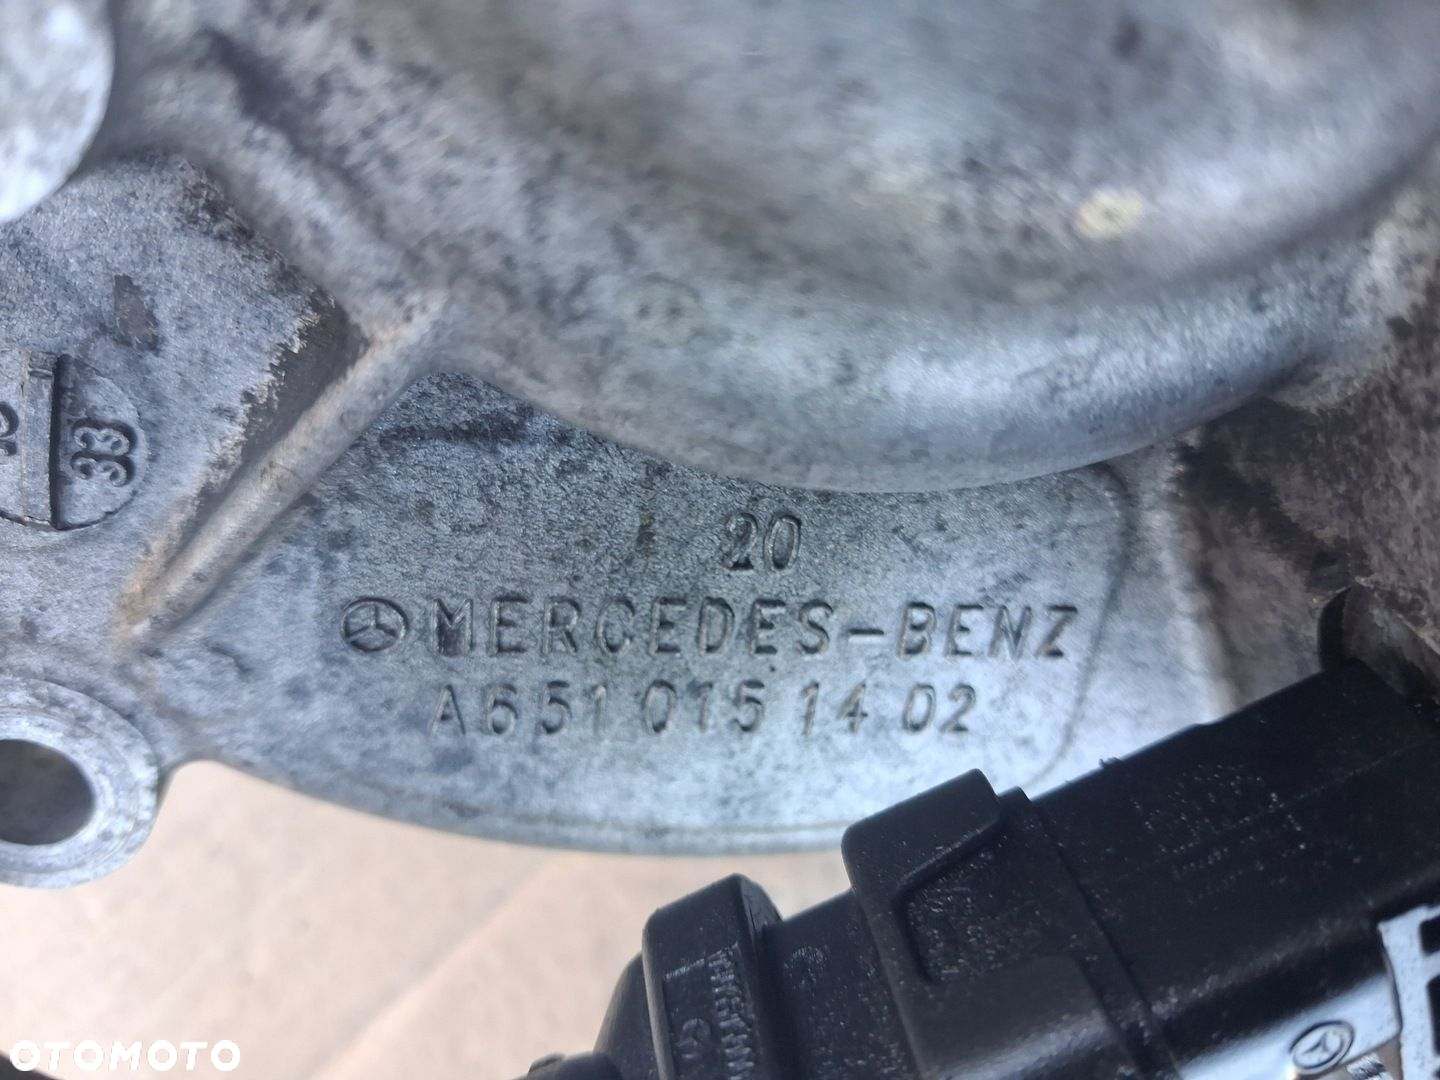 33
20
MERCEDES-BENZ
A651 015 14 02
OTOMOTO